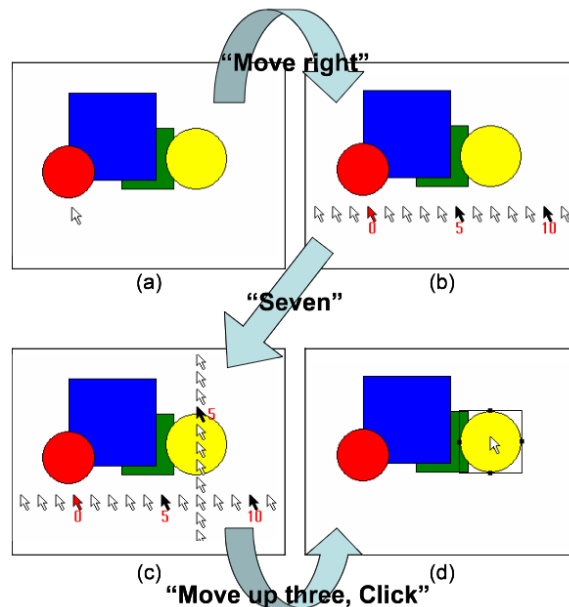 “Move right”
0 5 10
(a) (b)
“Seven”
5
0 5 10
(c) (d)
“Move up three, Click”